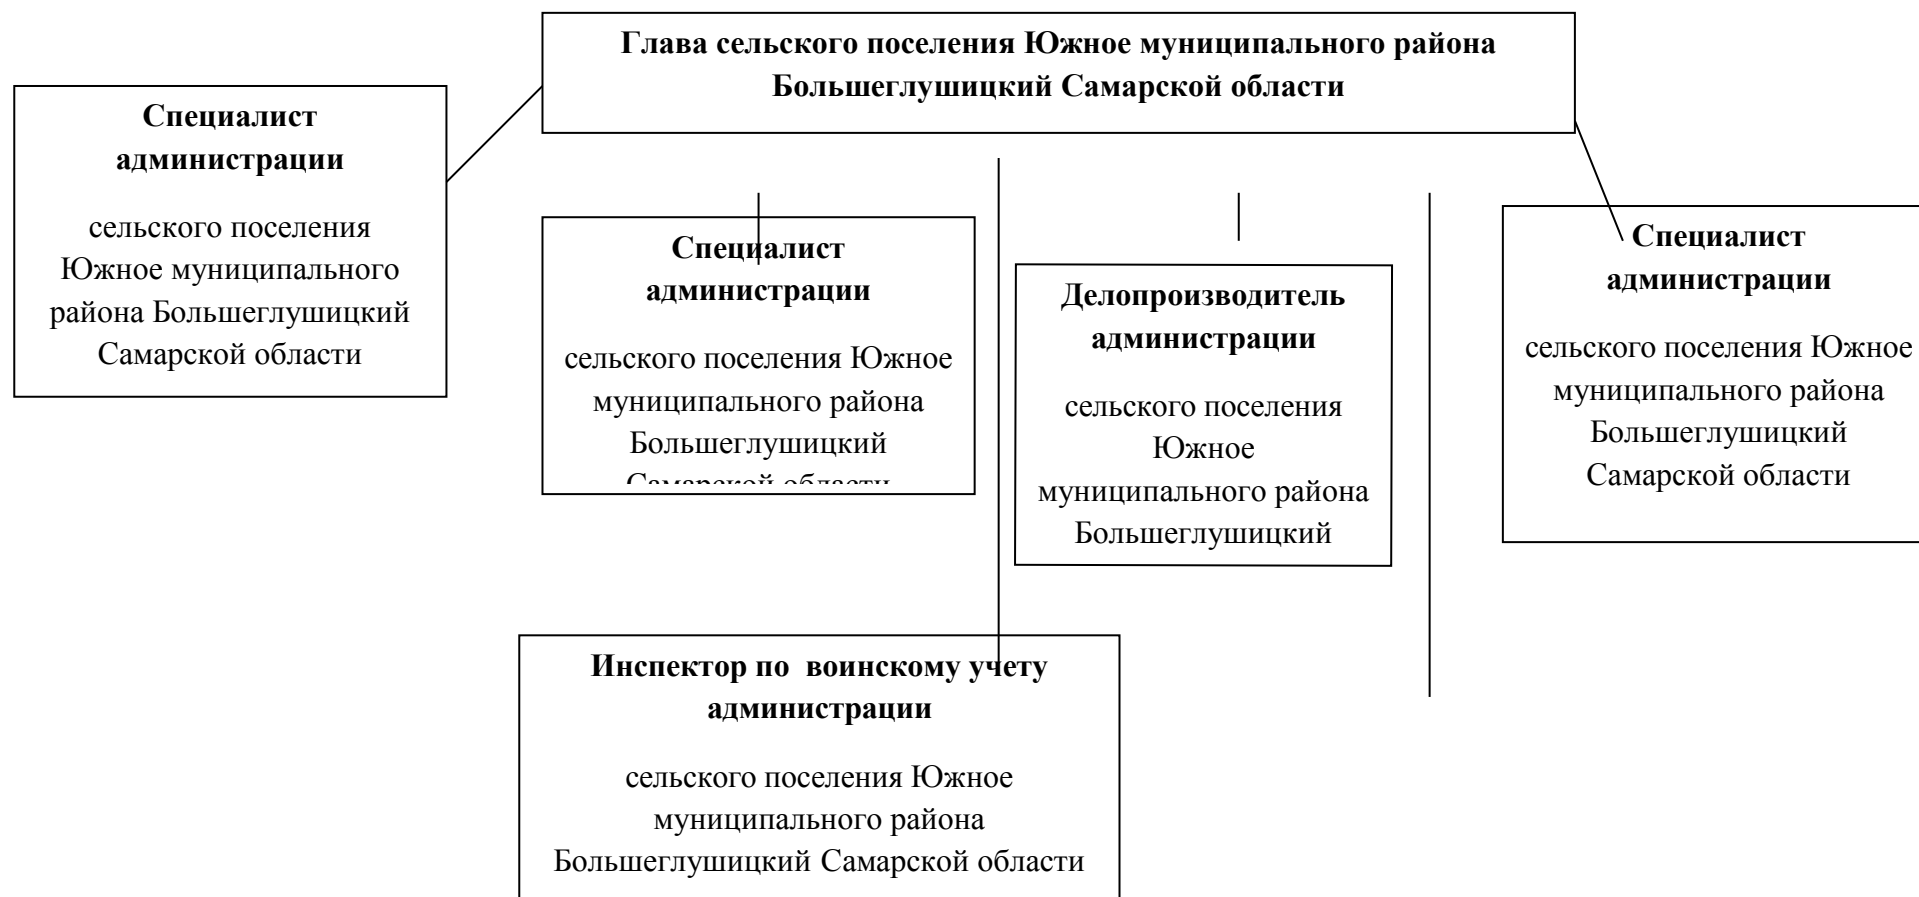 Глава сельского поселения Южное муниципального района
Большеглушицкий Самарской области
Специалист
администрации
сельского поселения
Южное муниципального
района Большеглушицкий
Самарской области
Специалист
администрации
сельского поселения Южное
муниципального района
Большеглушицкий
Самарской области
Делопроизводитель
администрации
сельского поселения
Южное
муниципального района
Большеглушицкий
Специалист
администрации
сельского поселения Южное
муниципального района
Большеглушицкий
Самарской области
Инспектор по  воинскому учету
администрации
сельского поселения Южное
муниципального района
Большеглушицкий Самарской области